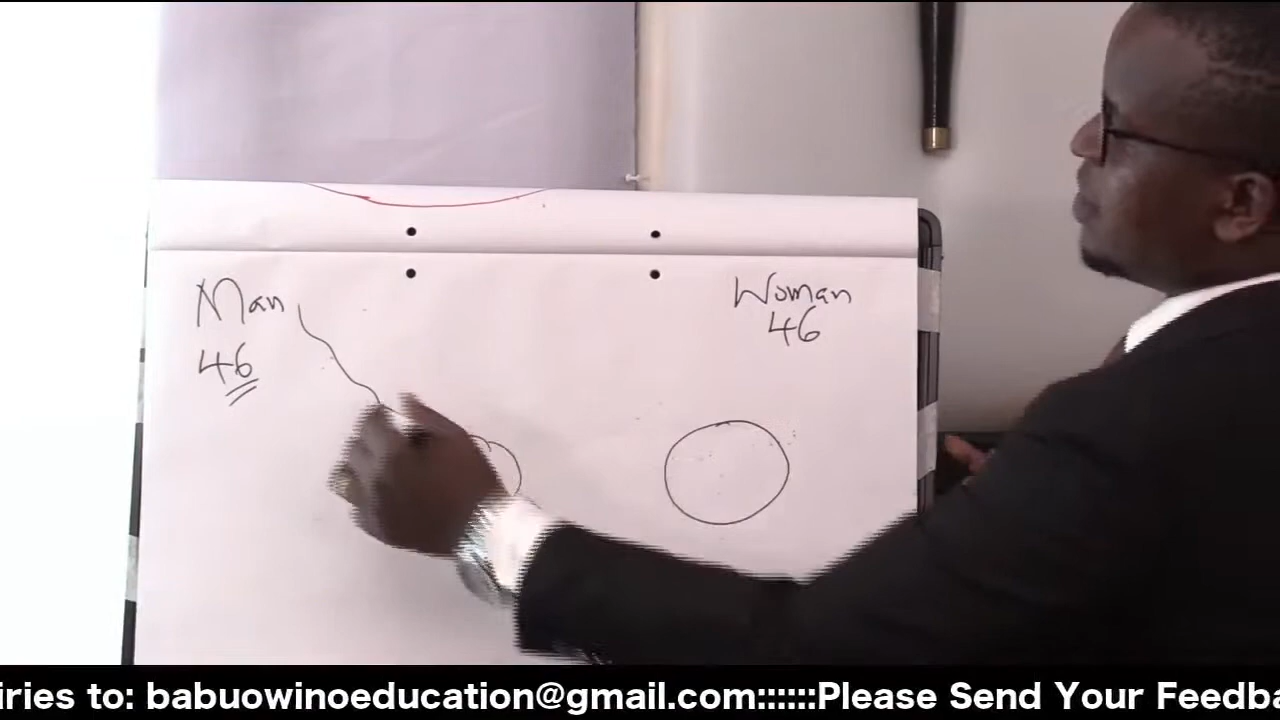 Man
46
Woman
46
iries to: babuowinoeducation@gmail.com::::::Please Send Your Feedba